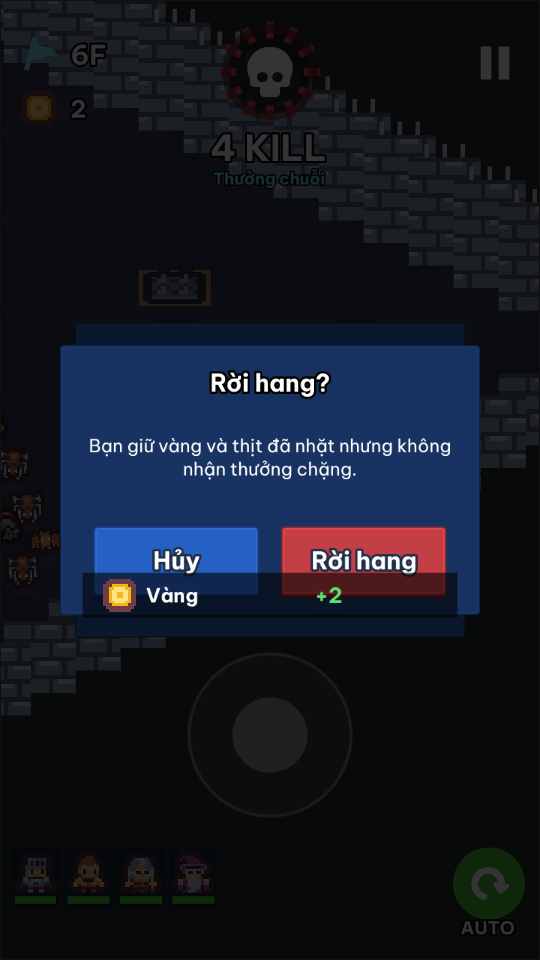 6F
2
4 KILL
Thưởng chuỗi
Rời hang?
Bạn giữ vàng và thịt đã nhặt nhưng không
nhận thưởng chặng.
Hủy
Rời hang
Vàng
+2
AUTO